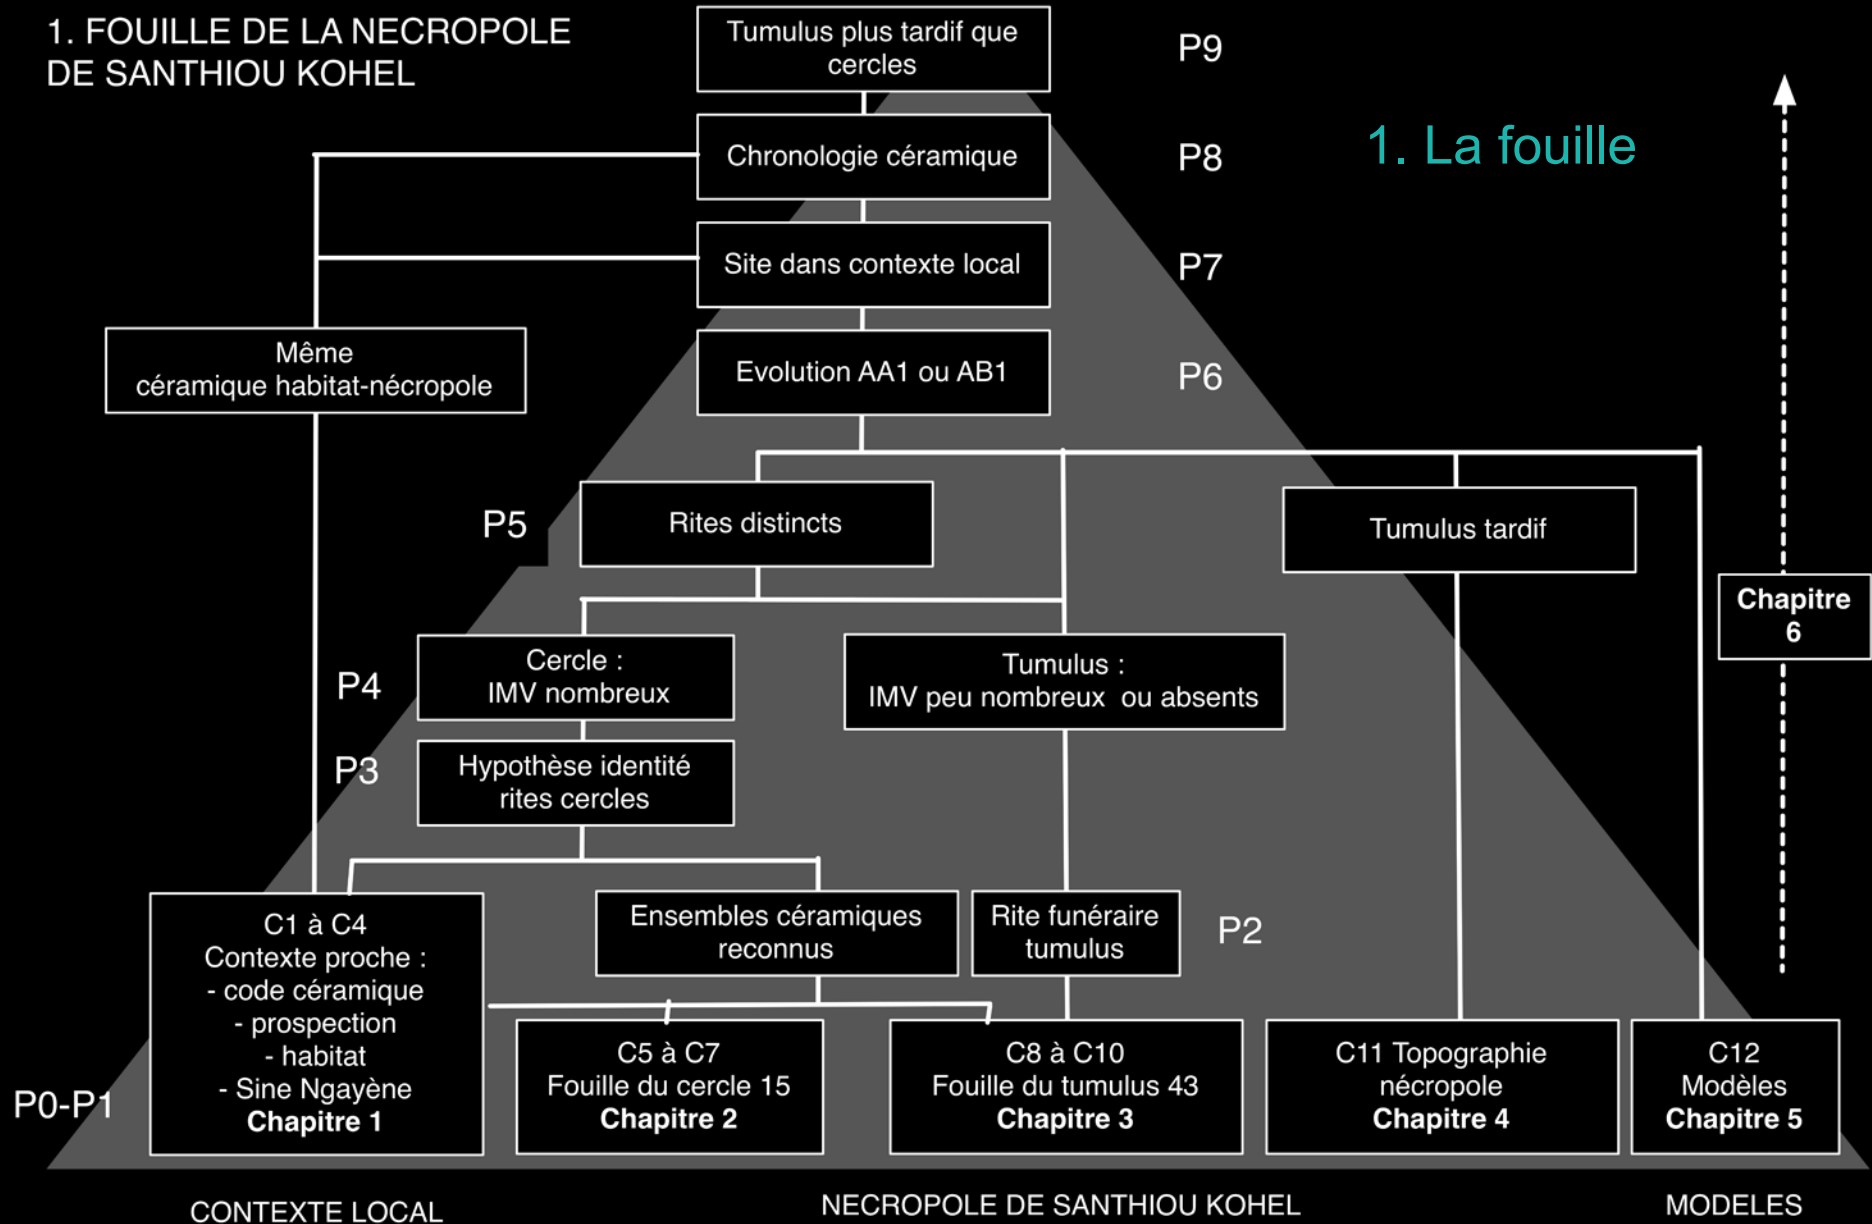 1. FOUILLE DE LA NECROPOLE
DE SANTHIOU KOHEL
Tumulus plus tardif que
cercles
P9
1. La fouille
Chronologie céramique
P8
Site dans contexte local
P7
Même
céramique habitat-nécropole
Evolution AA1 ou AB1
P6
P5
Rites distincts
Tumulus tardif
Chapitre
6
P4
Cercle :
IMV nombreux
Tumulus :
IMV peu nombreux ou absents
P3
Hypothèse identité
rites cercles
Ensembles céramiques
reconnus
Rite funéraire
tumulus
P2
C1 à C4
Contexte proche :
- code céramique
- prospection
- habitat
- Sine Ngayène
Chapitre 1
C5 à C7
Fouille du cercle 15
Chapitre 2
C8 à C10
Fouille du tumulus 43
Chapitre 3
C11 Topographie
nécropole
Chapitre 4
C12
Modèles
Chapitre 5
P0-P1
CONTEXTE LOCAL
NECROPOLE DE SANTHIOU KOHEL
MODELES